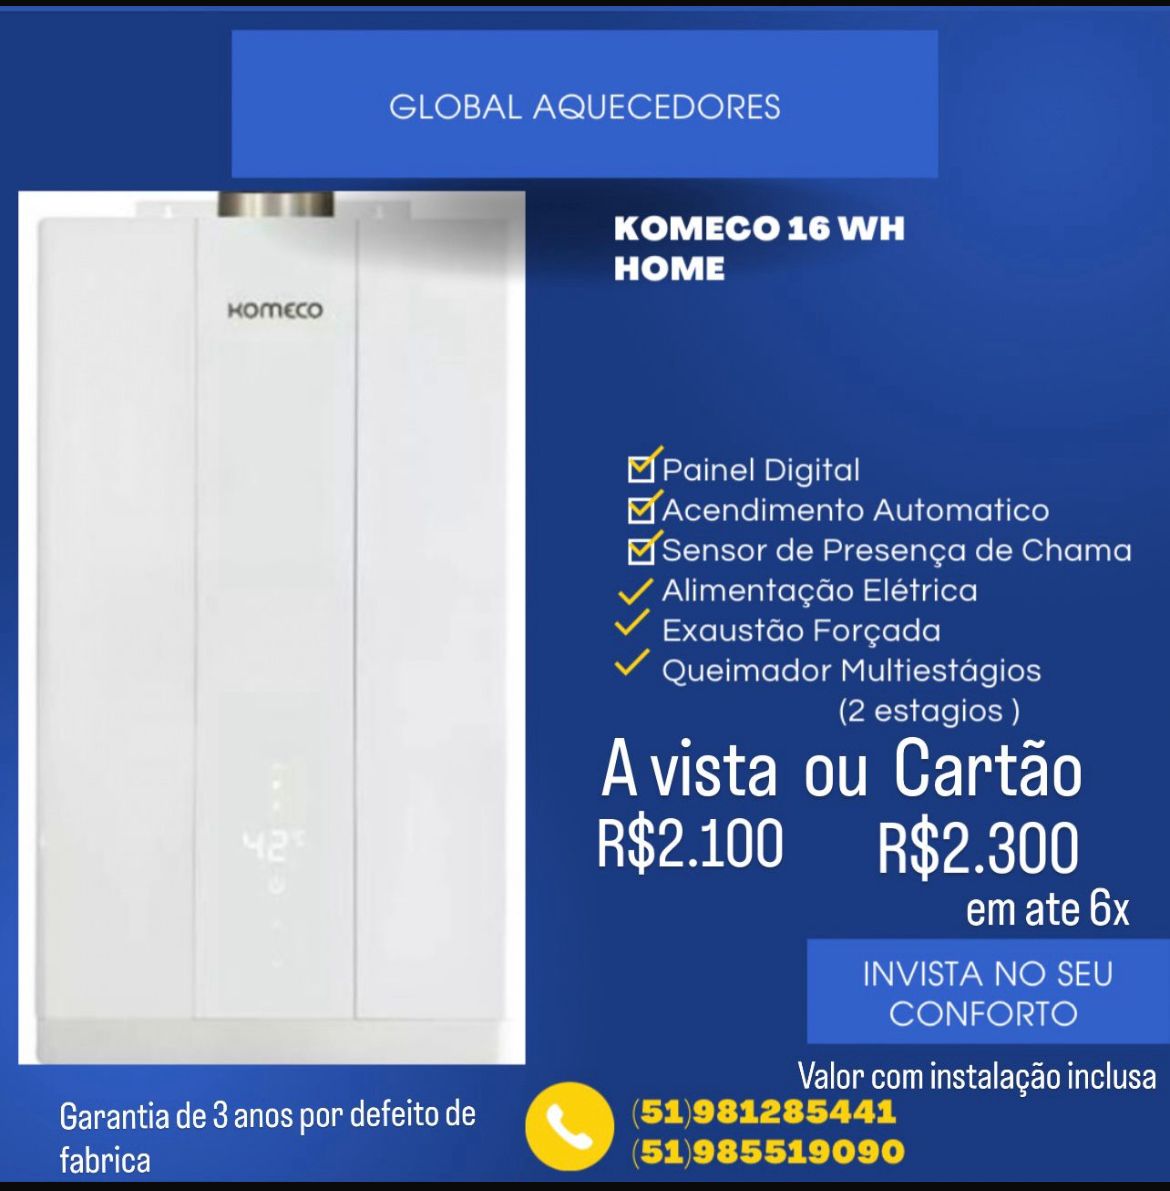 GLOBAL AQUECEDORES
KOMECO 16 WH
HOME
KOMECO
Painel Digital
Acendimento Automatico
Sensor de Presença de Chama
Alimentação Elétrica
Exaustão Forçada
Queimador Multiestágios
(2 estagios )
A vista ou Cartão
R$2.100 R$2.300
em ate 6x
42°C
INVISTA NO SEU
CONFORTO
Valor com instalação inclusa
Garantia de 3 anos por defeito de
fabrica
(51)981285441
(51)985519090